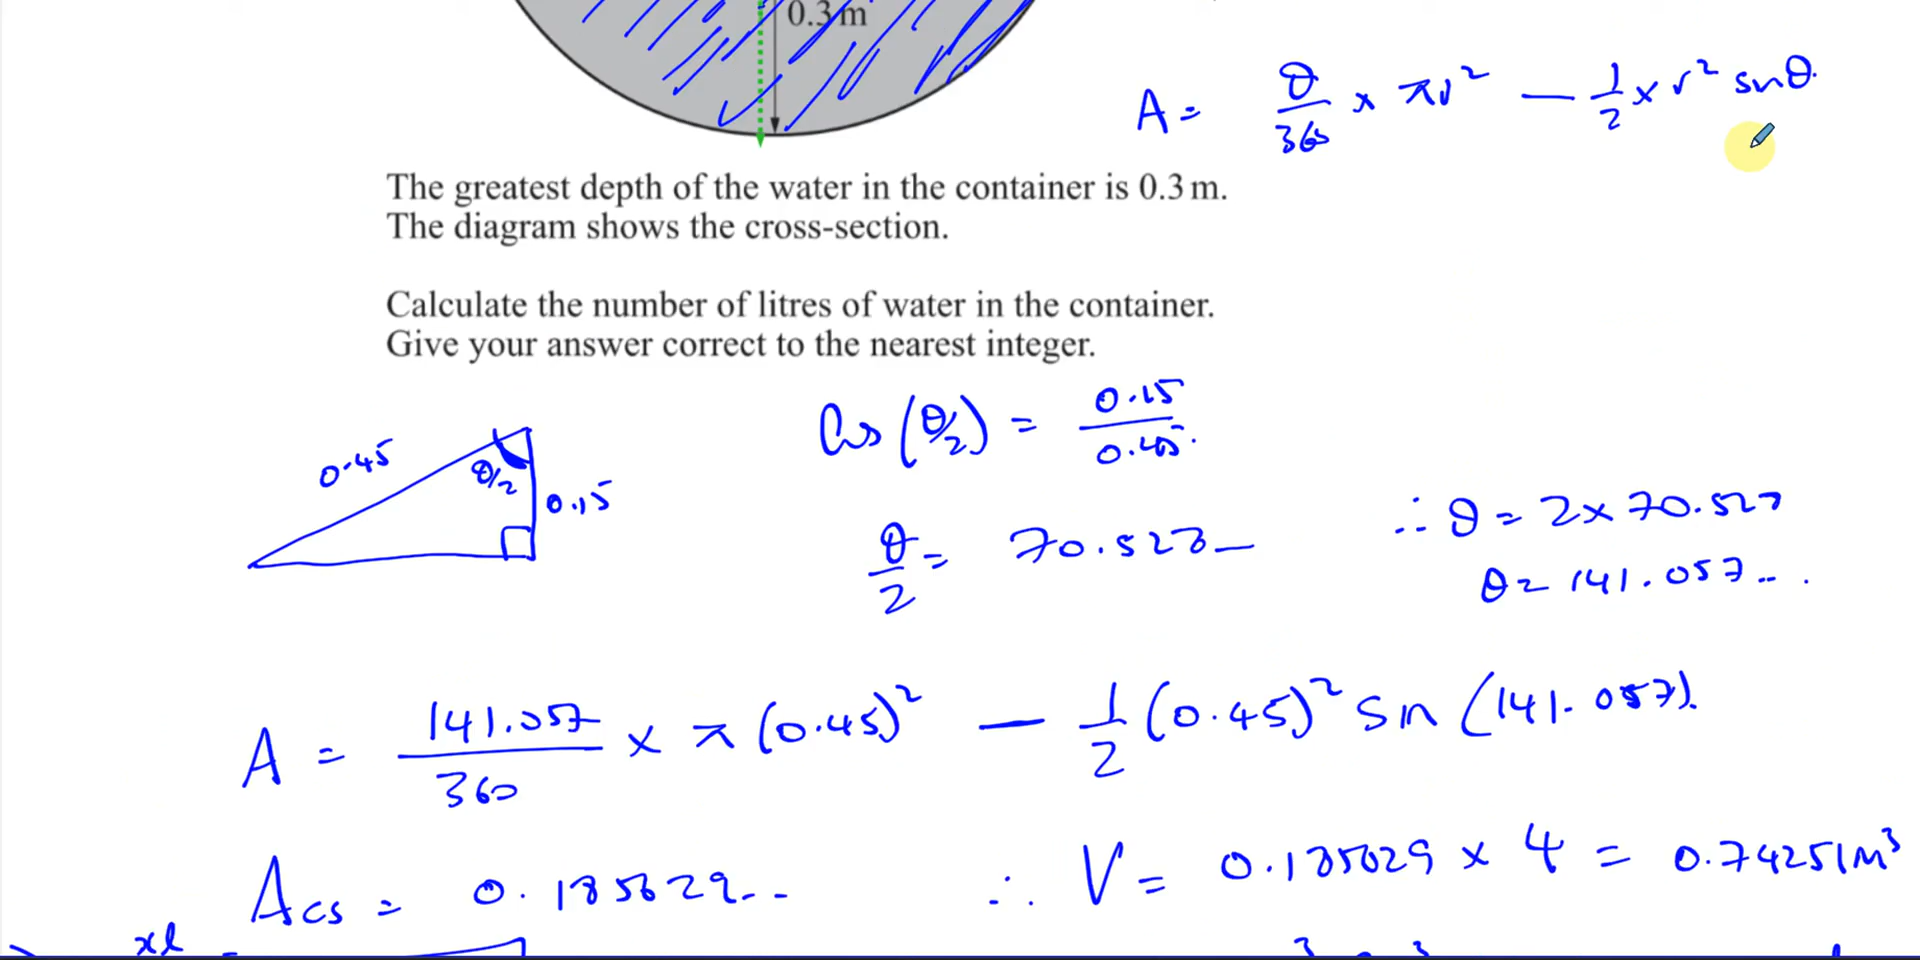 0.3 m
A = θ/360 × πr² − 1/2 × r² sinθ.
The greatest depth of the water in the container is 0.3 m.
The diagram shows the cross-section.
Calculate the number of litres of water in the container.
Give your answer correct to the nearest integer.
0.45
θ/2
0.15
Cos(θ/2) = 0.15/0.45.
θ/2 = 70.528
∴ θ = 2 × 70.527
θ = 141.057...
A = 141.057/360 × π(0.45)² − 1/2 (0.45)² sin(141.057).
Acs = 0.185629...
∴ V = 0.185629 × 4 = 0.74251m³
xl